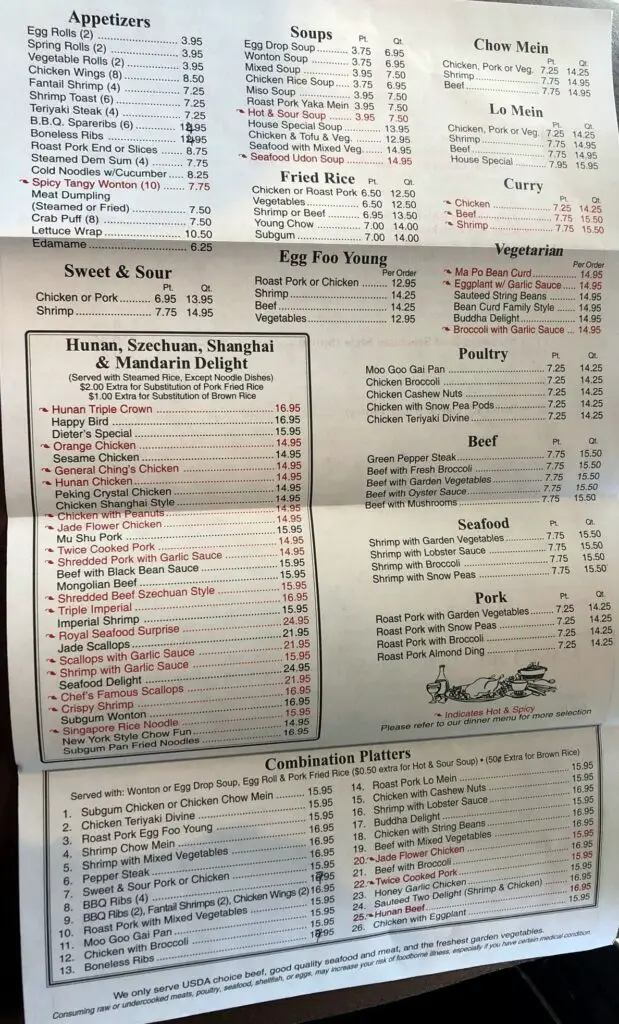 Appetizers
Egg Rolls (2) 3.95
Spring Rolls (2) 3.95
Vegetable Rolls (2) 3.95
Chicken Wings (8) 8.50
Fantail Shrimp (4) 7.25
Shrimp Toast (6) 7.25
Teriyaki Steak (4) 7.25
B.B.Q. Spareribs (6)
Boneless Ribs
Roast Pork End or Slices 8.75
Steamed Dem Sum (4) 7.75
Cold Noodles w/Cucumber 8.25
Spicy Tangy Wonton (10) 7.75
Meat Dumpling
(Steamed or Fried) 7.50
Crab Puff (8) 7.50
Lettuce Wrap 10.50
Edamame 6.25
Sweet & Sour
Pt. Qt.
Chicken or Pork 6.95 13.95
Shrimp 7.75 14.95
Soups
Pt. Qt.
Egg Drop Soup 3.75 6.95
Wonton Soup 3.75 6.95
Mixed Soup 3.95 7.50
Chicken Rice Soup 3.75 6.95
Miso Soup 3.95 7.50
Roast Pork Yaka Mein 3.95 7.50
Hot & Sour Soup 3.95 7.50
House Special Soup 13.95
Chicken & Tofu & Veg. 12.95
Seafood with Mixed Veg. 14.95
Seafood Udon Soup 14.95
Fried Rice
Chicken or Roast Pork 6.50 12.50
Vegetables 6.50 12.50
Shrimp or Beef 6.95 13.50
Young Chow 7.00 14.00
Subgum 7.00 14.00
Egg Foo Young
Per Order
Roast Pork or Chicken 12.95
Shrimp 14.25
Beef 14.25
Vegetables 12.95
Chow Mein
Pt. Qt.
Chicken, Pork or Veg. 7.25 14.25
Shrimp 7.75 14.95
Beef 7.75 14.95
Lo Mein
Pt. Qt.
Chicken, Pork or Veg. 7.25 14.25
Shrimp 7.75 14.95
Beef 7.75 14.95
House Special 7.95 15.95
Curry
Pt. Qt.
Chicken 7.25 14.25
Beef 7.75 15.50
Shrimp 7.75 15.50
Vegetarian
Per Order
Ma Po Bean Curd 14.95
Eggplant w/ Garlic Sauce 14.95
Sauteed String Beans 14.95
Bean Curd Family Style 14.95
Buddha Delight 14.95
Broccoli with Garlic Sauce 14.95
Hunan, Szechuan, Shanghai
& Mandarin Delight
(Served with Steamed Rice, Except Noodle Dishes)
$2.00 Extra for Substitution of Pork Fried Rice
$1.00 Extra for Substitution of Brown Rice
Hunan Triple Crown 16.95
Happy Bird 16.95
Dieter's Special 15.95
Orange Chicken 14.95
Sesame Chicken 14.95
General Ching's Chicken 14.95
Hunan Chicken 14.95
Peking Crystal Chicken 14.95
Chicken Shanghai Style 14.95
Chicken with Peanuts 14.95
Jade Flower Chicken 14.95
Mu Shu Pork 15.95
Twice Cooked Pork 14.95
Shredded Pork with Garlic Sauce 14.95
Beef with Black Bean Sauce 15.95
Mongolian Beef 15.95
Shredded Beef Szechuan Style 15.95
Triple Imperial 16.95
Imperial Shrimp 15.95
Royal Seafood Surprise 24.95
Jade Scallops 21.95
Scallops with Garlic Sauce 21.95
Shrimp with Garlic Sauce 15.95
Seafood Delight 24.95
Chef's Famous Scallops 21.95
Crispy Shrimp 16.95
Subgum Wonton 16.95
Singapore Rice Noodle 15.95
New York Style Chow Fun 14.95
Subgum Pan Fried Noodles 16.95
Poultry
Pt. Qt.
Moo Goo Gai Pan 7.25 14.25
Chicken Broccoli 7.25 14.25
Chicken Cashew Nuts 7.25 14.25
Chicken with Snow Pea Pods 7.25 14.25
Chicken Teriyaki Divine 7.25 14.25
Beef
Pt. Qt.
Green Pepper Steak 7.75 15.50
Beef with Fresh Broccoli 7.75 15.50
Beef with Garden Vegetables 7.75 15.50
Beef with Oyster Sauce 7.75 15.50
Beef with Mushrooms 7.75 15.50
Seafood
Pt. Qt.
Shrimp with Garden Vegetables 7.75 15.50
Shrimp with Lobster Sauce 7.75 15.50
Shrimp with Broccoli 7.75 15.50
Shrimp with Snow Peas 7.75 15.50
Pork
Pt. Qt.
Roast Pork with Garden Vegetables 7.25 14.25
Roast Pork with Snow Peas 7.25 14.25
Roast Pork with Broccoli 7.25 14.25
Roast Pork Almond Ding 7.25 14.25
Indicates Hot & Spicy
Please refer to our dinner menu for more selection
Combination Platters
Served with: Wonton or Egg Drop Soup, Egg Roll & Pork Fried Rice ($0.50 extra for Hot & Sour Soup) • (50¢ Extra for Brown Rice)
1. Subgum Chicken or Chicken Chow Mein 15.95
2. Chicken Teriyaki Divine 15.95
3. Roast Pork Egg Foo Young 15.95
4. Shrimp Chow Mein 16.95
5. Shrimp with Mixed Vegetables 16.95
6. Pepper Steak 15.95
7. Sweet & Sour Pork or Chicken 15.95
8. BBQ Ribs (4)
9. BBQ Ribs (2), Fantail Shrimps (2), Chicken Wings (2) 16.95
10. Roast Pork with Mixed Vegetables 15.95
11. Moo Goo Gai Pan 15.95
12. Chicken with Broccoli 15.95
13. Boneless Ribs
14. Roast Pork Lo Mein 15.95
15. Chicken with Cashew Nuts 15.95
16. Shrimp with Lobster Sauce 16.95
17. Buddha Delight 15.95
18. Chicken with String Beans 15.95
19. Beef with Mixed Vegetables 16.95
20. Jade Flower Chicken 15.95
21. Beef with Broccoli 16.95
22. Twice Cooked Pork 15.95
23. Honey Garlic Chicken 15.95
24. Sauteed Two Delight (Shrimp & Chicken) 16.95
25. Hunan Beef 16.95
26. Chicken with Eggplant 15.95
We only serve USDA choice beef, good quality seafood and meat, and the freshest garden vegetables.
Consuming raw or undercooked meats, poultry, seafood, shellfish, or eggs, may increase your risk of foodborne illness, especially if you have certain medical condition.